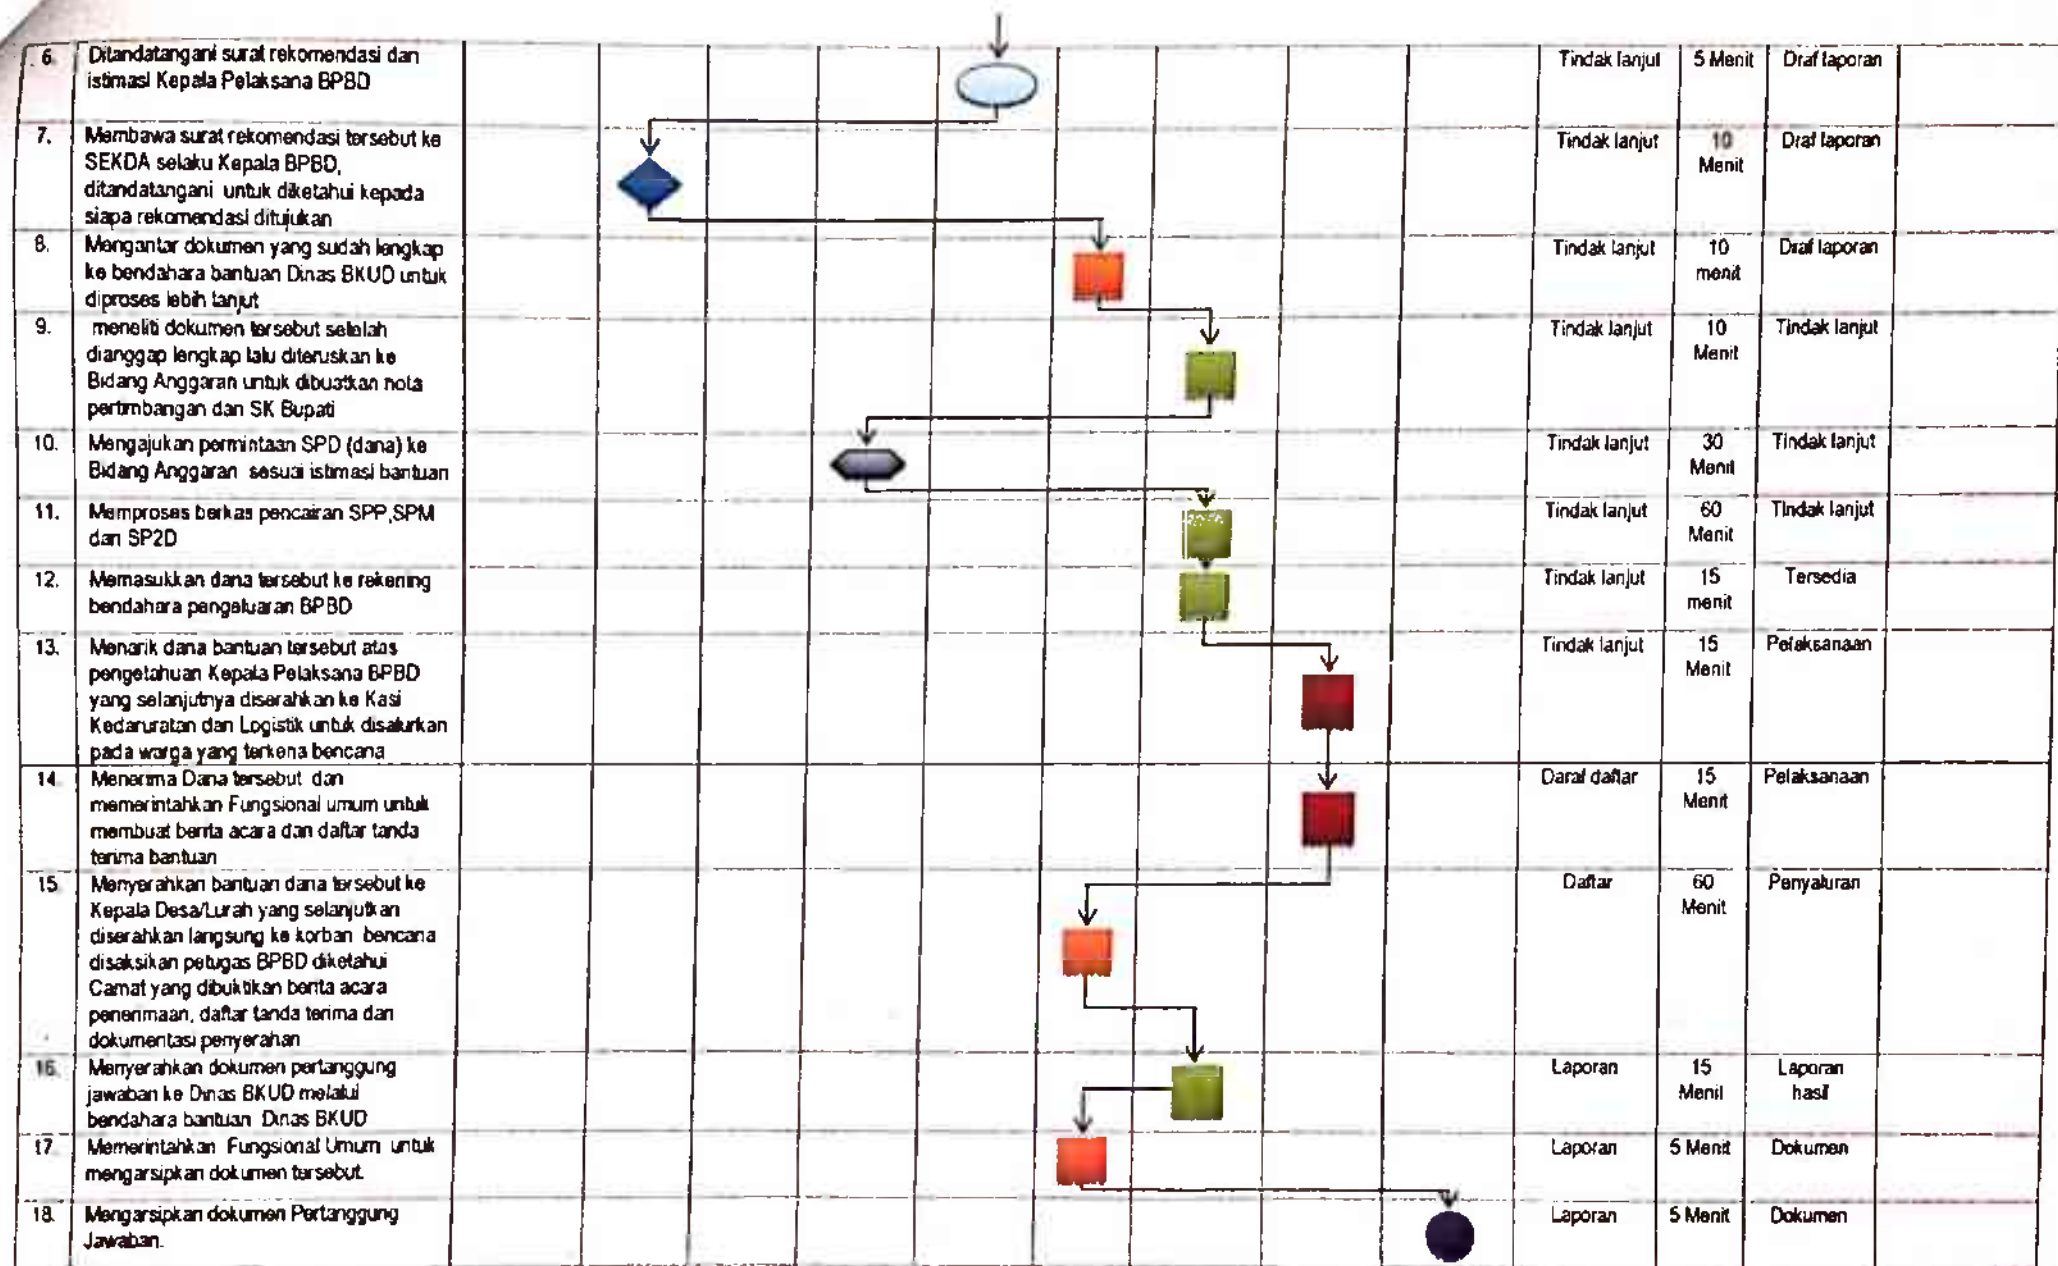 6. Ditandatangani surat rekomendasi dan
istimasi Kepala Pelaksana BPBD
Tindak lanjut 5 Menit Draf laporan
7. Membawa surat rekomendasi tersebut ke
SEKDA selaku Kepala BPBD,
ditandatangani untuk diketahui kepada
siapa rekomendasi ditujukan
Tindak lanjut 10 Draf laporan
Menit
8. Mengantar dokumen yang sudah lengkap
ke bendahara bantuan Dinas BKUD untuk
diproses lebih lanjut
Tindak lanjut 10 Draf laporan
menit
9. meneliti dokumen tersebut setelah
dianggap lengkap lalu diteruskan ke
Bidang Anggaran untuk dibuatkan nota
pertimbangan dan SK Bupati
Tindak lanjut 10 Tindak lanjut
Menit
10. Mengajukan permintaan SPD (dana) ke
Bidang Anggaran sesuai istimasi bantuan
Tindak lanjut 30 Tindak lanjut
Menit
11. Memproses berkas pencairan SPP,SPM
dan SP2D
Tindak lanjut 60 Tindak lanjut
Menit
12. Memasukkan dana tersebut ke rekening
bendahara pengeluaran BPBD
Tindak lanjut 15 Tersedia
menit
13. Menarik dana bantuan tersebut atas
pengetahuan Kepala Pelaksana BPBD
yang selanjutnya diserahkan ke Kasi
Kedaruratan dan Logistik untuk disalurkan
pada warga yang terkena bencana
Tindak lanjut 15 Pelaksanaan
Menit
14. Menerima Dana tersebut dan
memerintahkan Fungsional umum untuk
membuat berita acara dan daftar tanda
terima bantuan
Daraf daftar 15 Pelaksanaan
Menit
15. Menyerahkan bantuan dana tersebut ke
Kepala Desa/Lurah yang selanjutkan
diserahkan langsung ke korban bencana
disaksikan petugas BPBD diketahui
Camat yang dibuktikan berita acara
penerimaan, daftar tanda terima dan
dokumentasi penyerahan
Daftar 60 Penyaluran
Menit
16. Menyerahkan dokumen pertanggung
jawaban ke Dinas BKUD melalui
bendahara bantuan Dinas BKUD
Laporan 15 Laporan
Menit hasil
17. Memerintahkan Fungsional Umum untuk
mengarsipkan dokumen tersebut.
Laporan 5 Menit Dokumen
18. Mengarsipkan dokumen Pertanggung
Jawaban.
Laporan 5 Menit Dokumen